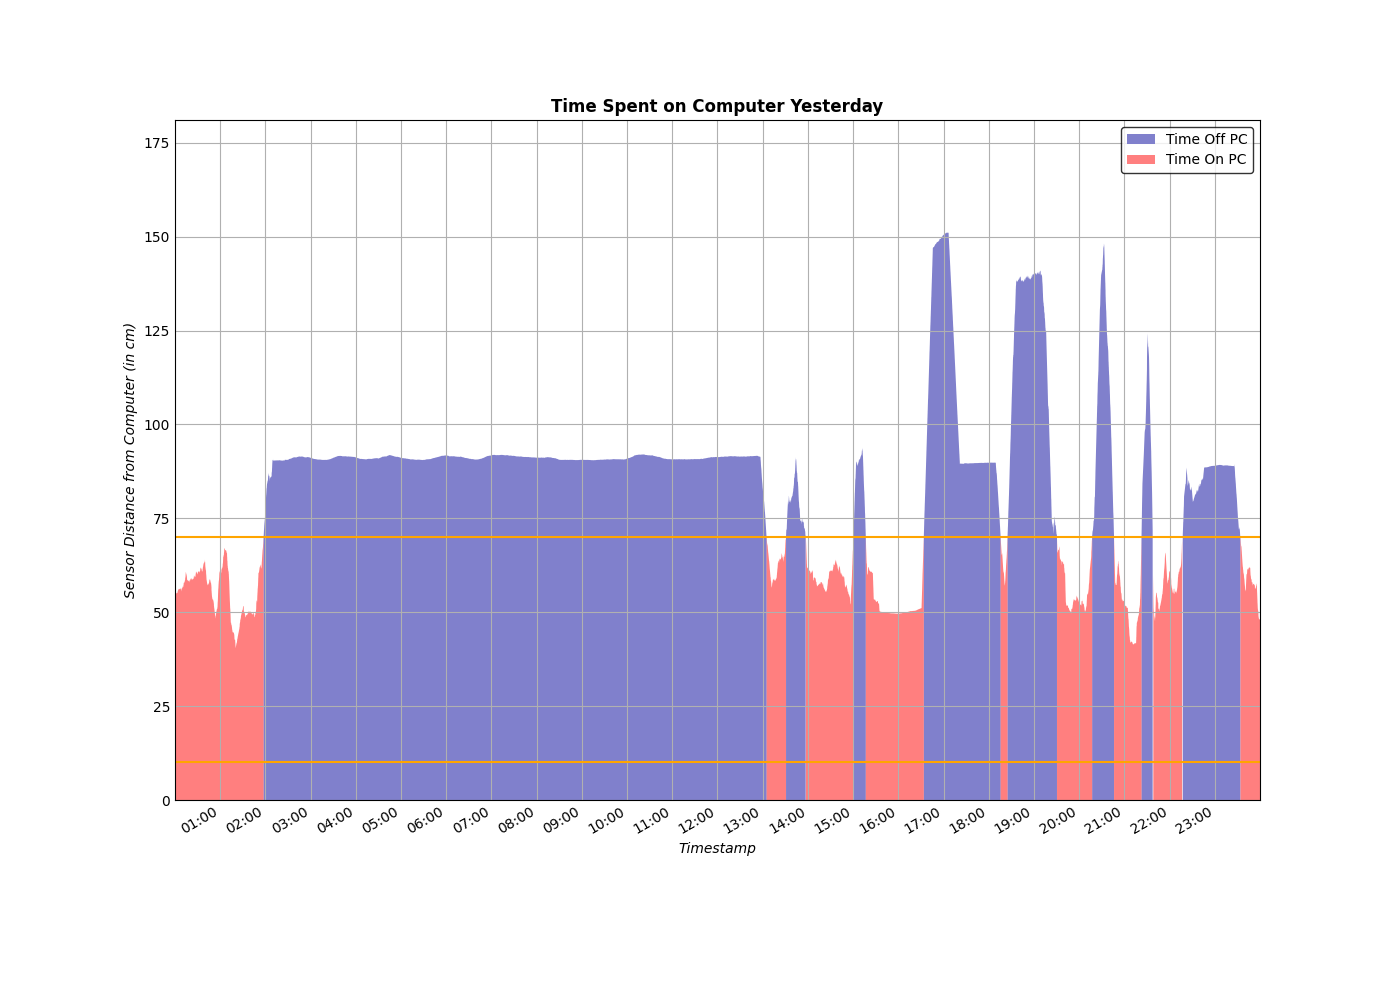 Time Spent on Computer Yesterday
Time Off PC
Time On PC
175
150
125
100
75
50
25
0
Sensor Distance from Computer (in cm)
01:00 02:00 03:00 04:00 05:00 06:00 07:00 08:00 09:00 10:00 11:00 12:00 13:00 14:00 15:00 16:00 17:00 18:00 19:00 20:00 21:00 22:00 23:00
Timestamp